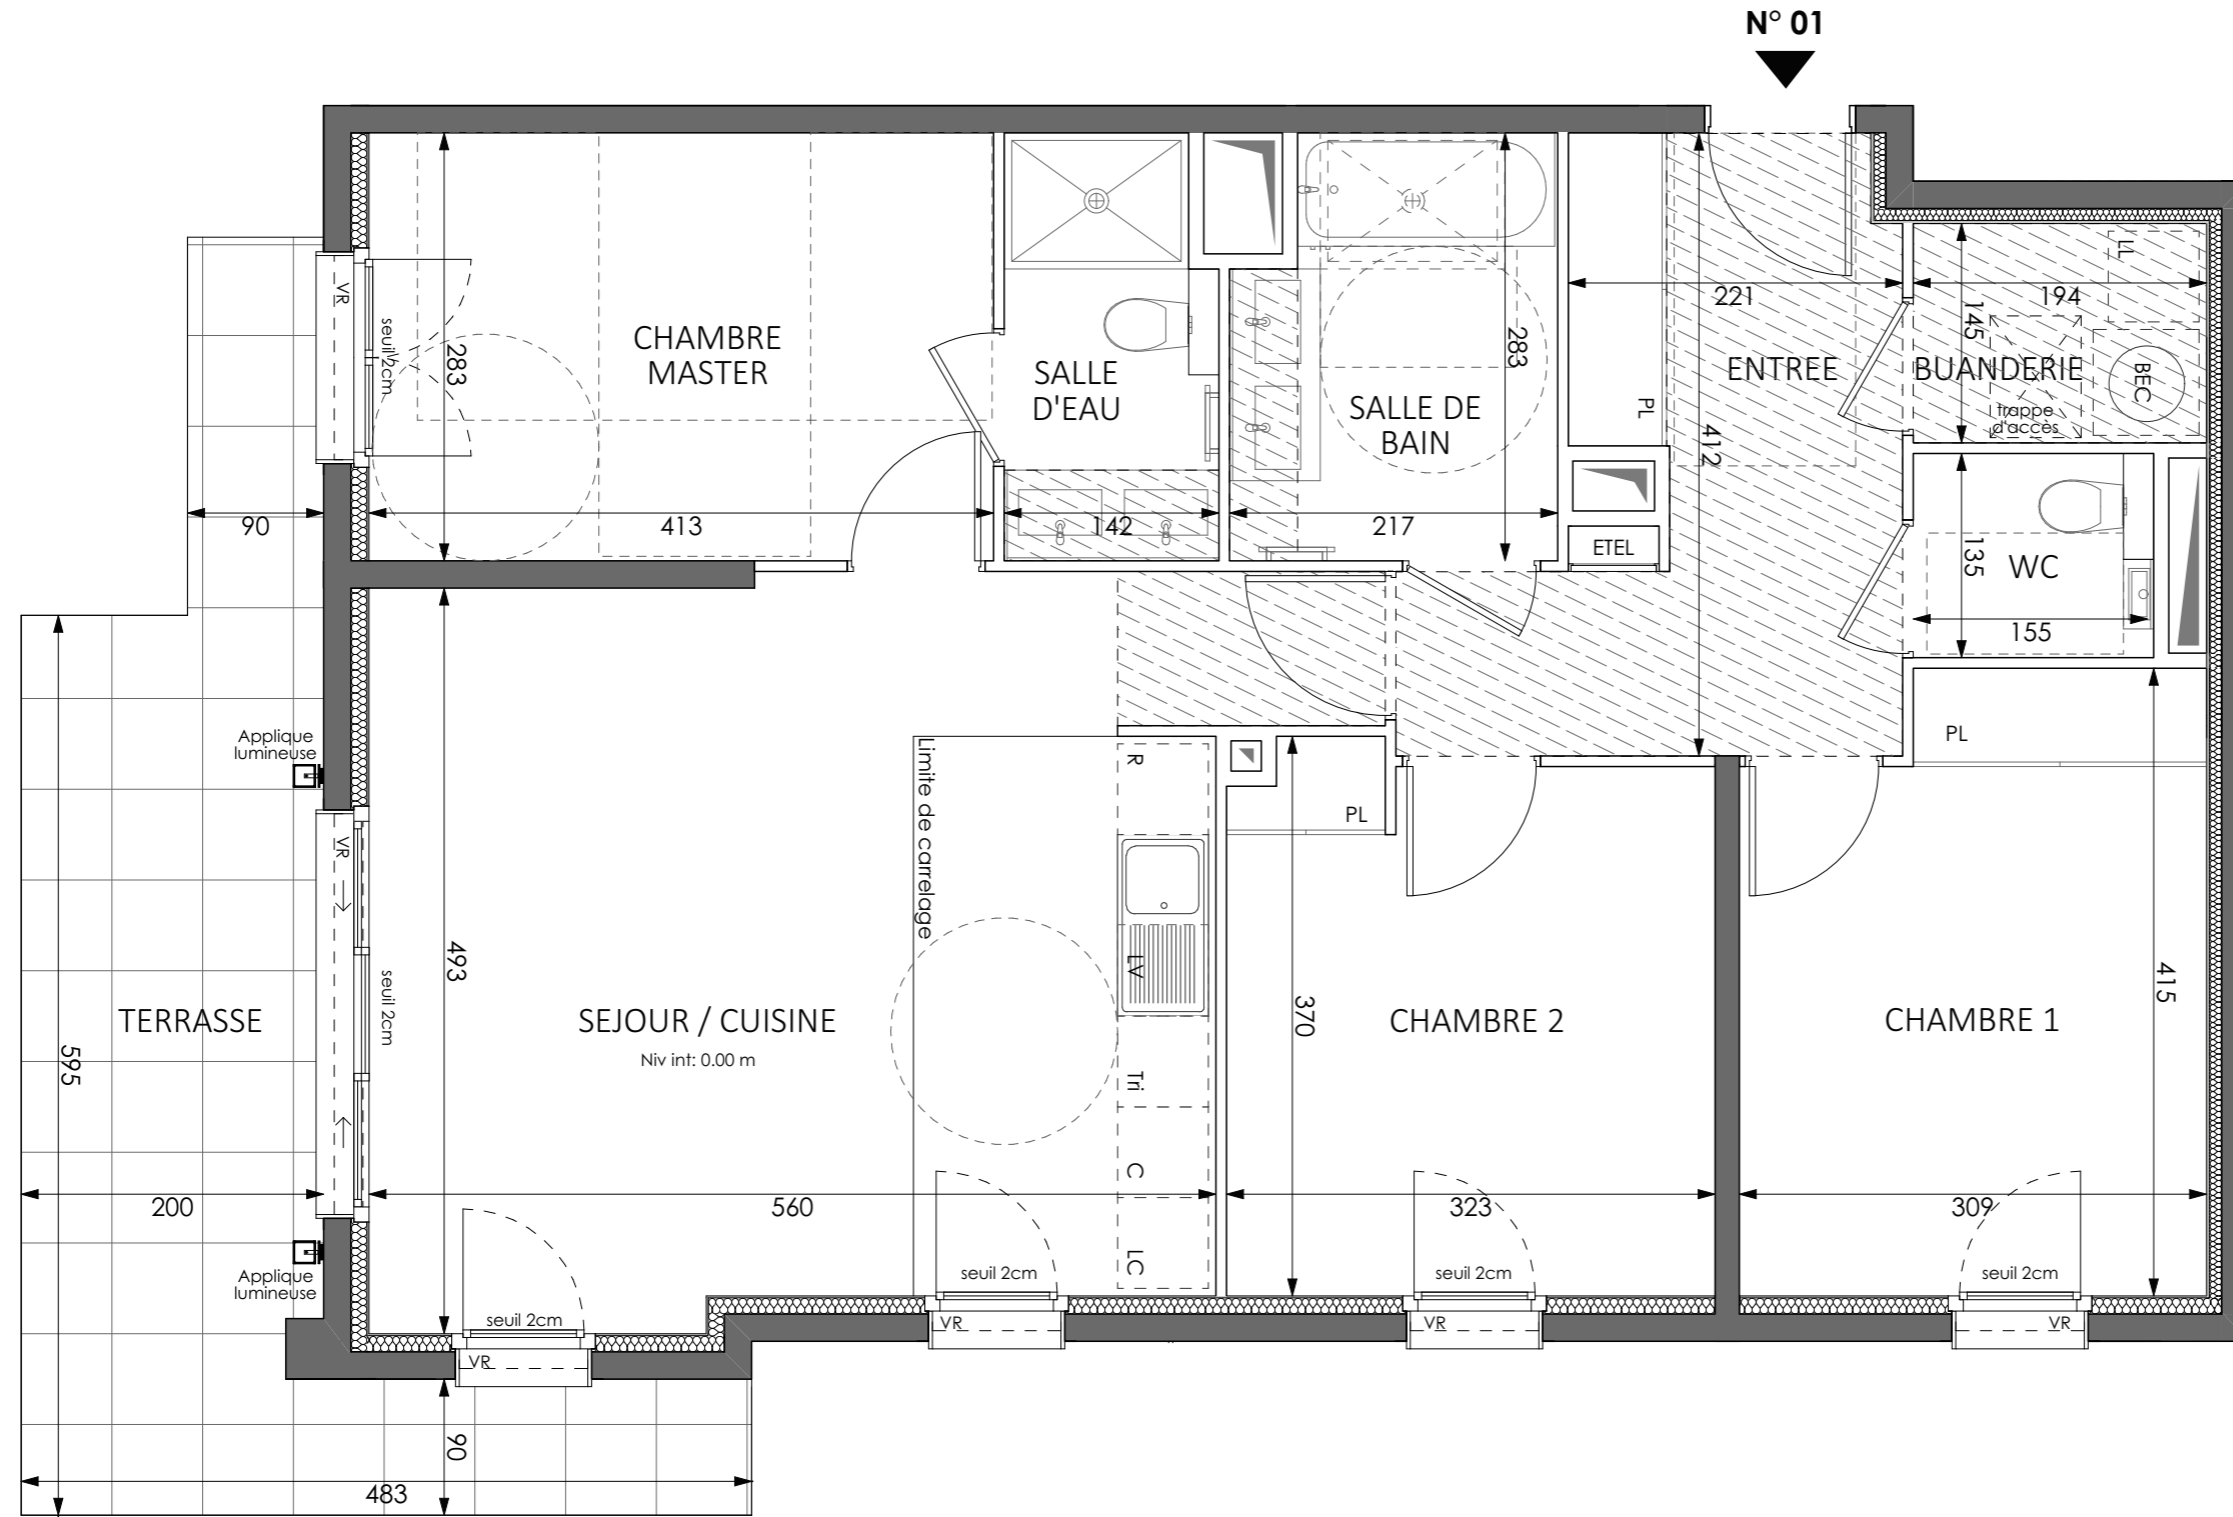 N° 01
CHAMBRE
MASTER
VR
seuil 2cm
283
413
90
SALLE
D'EAU
142
SALLE DE
BAIN
283
217
PL
ETEL
221
412
ENTREE
194
145
LL
BUANDERIE
BEC
trappe
d'accès
135
WC
155
PL
Applique
lumineuse
VR
seuil 2cm
493
TERRASSE
595
200
SEJOUR / CUISINE
Niv int: 0.00 m
Limite de carrelage
R
LV
Tri
C
LC
560
PL
370
CHAMBRE 2
323
CHAMBRE 1
415
309
Applique
lumineuse
seuil 2cm
VR
seuil 2cm
VR
seuil 2cm
VR
seuil 2cm
VR
90
483